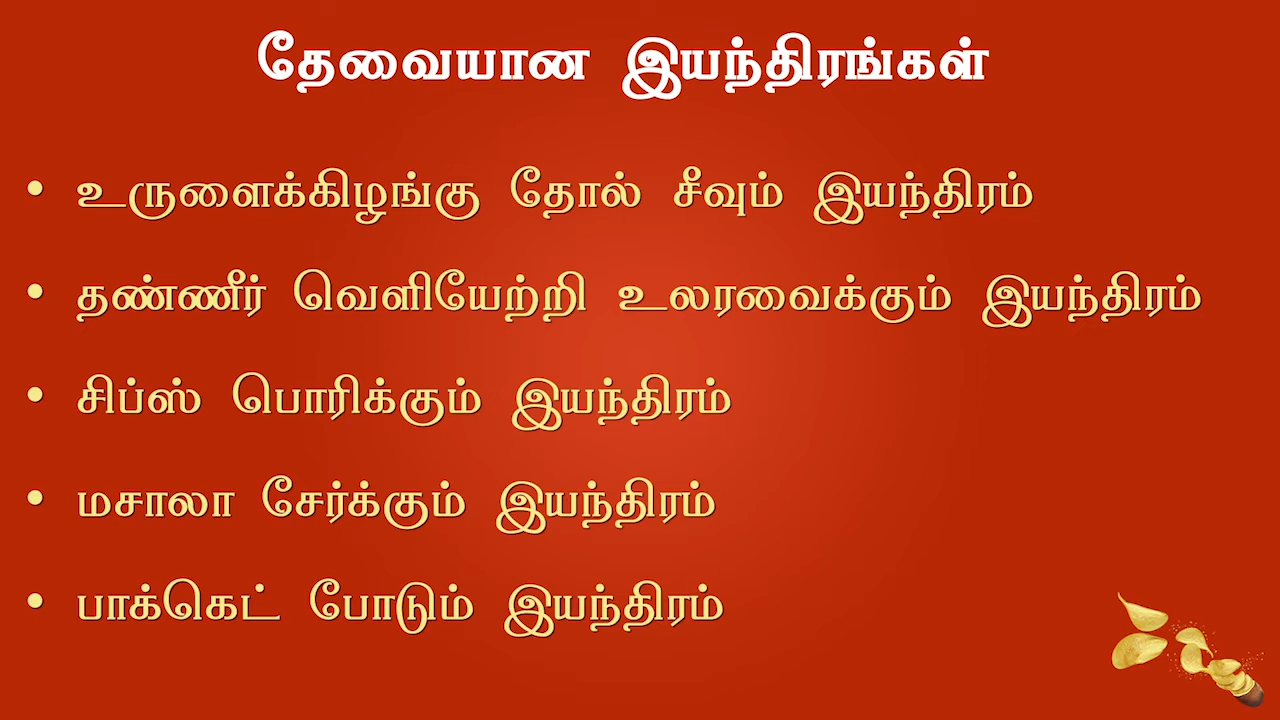 தேவையான இயந்திரங்கள்
• உருளைக்கிழங்கு தோல் சீவும் இயந்திரம்
• தண்ணீர் வெளியேற்றி உலரவைக்கும் இயந்திரம்
• சிப்ஸ் பொரிக்கும் இயந்திரம்
• மசாலா சேர்க்கும் இயந்திரம்
• பாக்கெட் போடும் இயந்திரம்